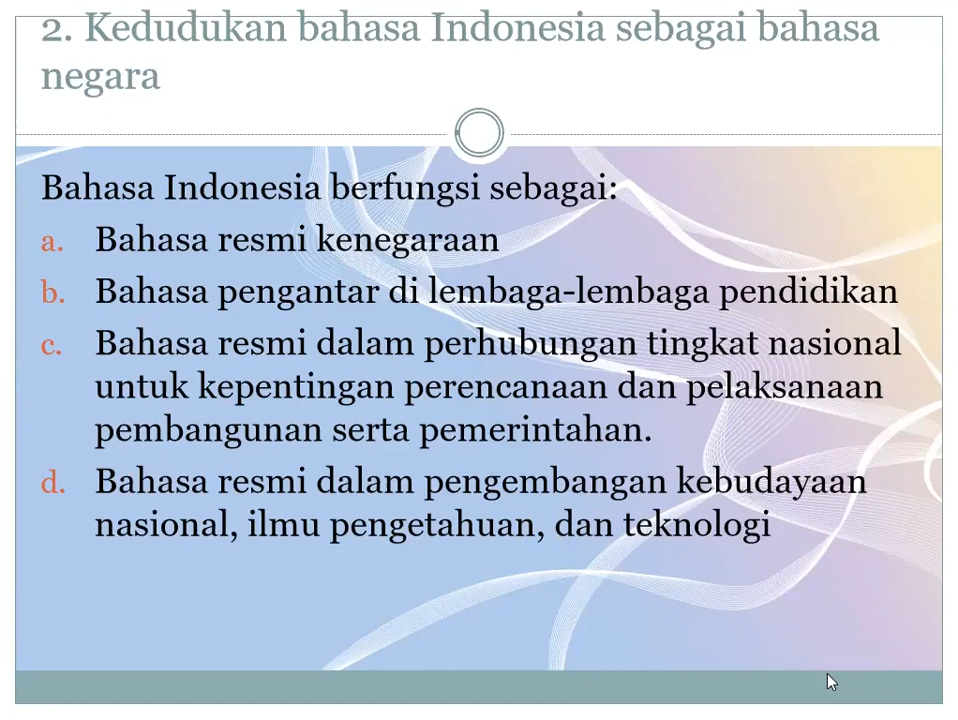 2. Kedudukan bahasa Indonesia sebagai bahasa
negara
Bahasa Indonesia berfungsi sebagai:
a. Bahasa resmi kenegaraan
b. Bahasa pengantar di lembaga-lembaga pendidikan
c. Bahasa resmi dalam perhubungan tingkat nasional
untuk kepentingan perencanaan dan pelaksanaan
pembangunan serta pemerintahan.
d. Bahasa resmi dalam pengembangan kebudayaan
nasional, ilmu pengetahuan, dan teknologi